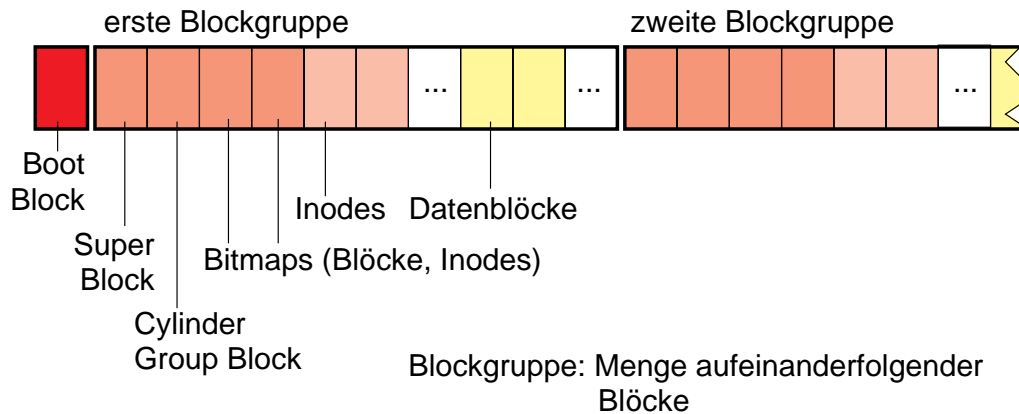 erste Blockgruppe
zweite Blockgruppe
...
...
...
Boot
Block
Inodes
Datenblöcke
Super
Block
Bitmaps (Blöcke, Inodes)
Cylinder
Group Block
Blockgruppe: Menge aufeinanderfolgender
Blöcke